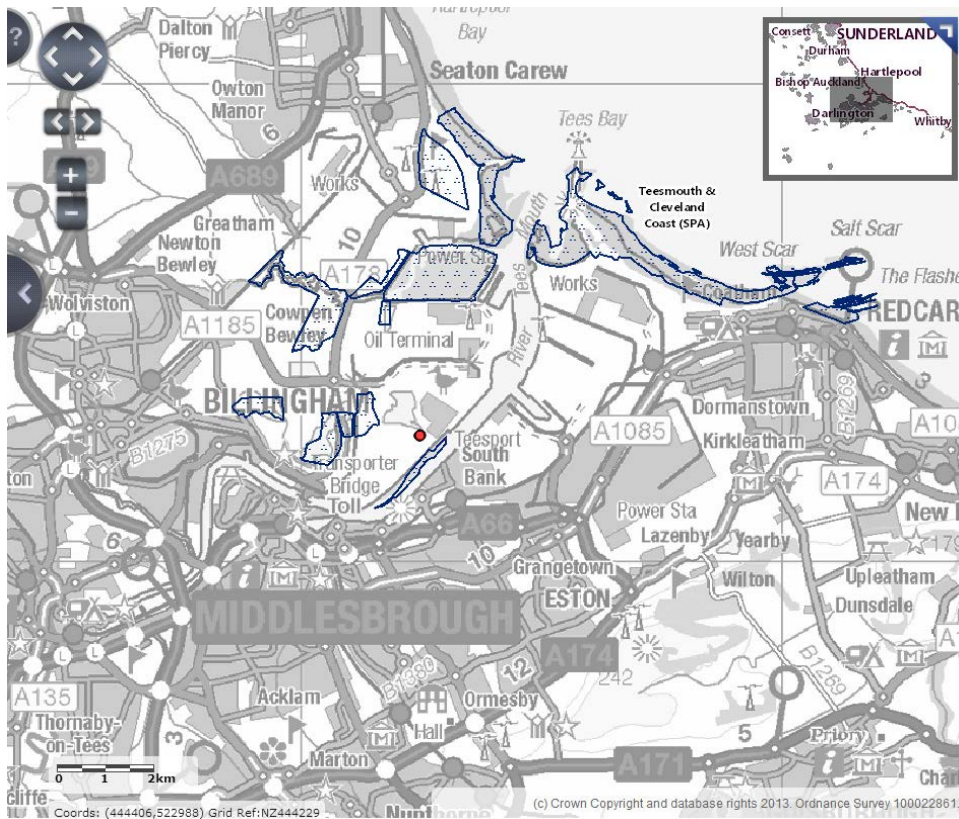 Hartlepool
Bay
Dalton
Piercy
Seaton Carew
Owton
Manor
6
Tees Bay
A689
Works
Greatham
10
Newton
Bewley
A178
Power Sta
Mouth
Tees
Works
River
Teesmouth &
Cleveland
Coast (SPA)
West Scar
Salt Scar
Coatham
REDCAR
Wolviston
A1185
Cowpen
Bewley
Oil Terminal
BILLINGHAM
B1275
Transporter
Bridge
Toll
Teesport
South
Bank
A1085
Dormanstown
Kirkleatham
B1269
A174
A66
10
Power Sta
Lazenby
Yearby
Grangetown
ESTON
Wilton
Upleatham
Dunsdale
6
MIDDLESBROUGH
A174
242
B1380
12
B1269
A135
Acklam
Ormesby
Hall
Thornaby-
on-Tees
3
Marton
5
Priory
A171
0 1 2km
Coords: (444406,522988) Grid Ref:NZ444229
(c) Crown Copyright and database rights 2013. Ordnance Survey 100022861.
SUNDERLAND
Consett
Durham
Hartlepool
Bishop Auckland
Darlington
Whitby